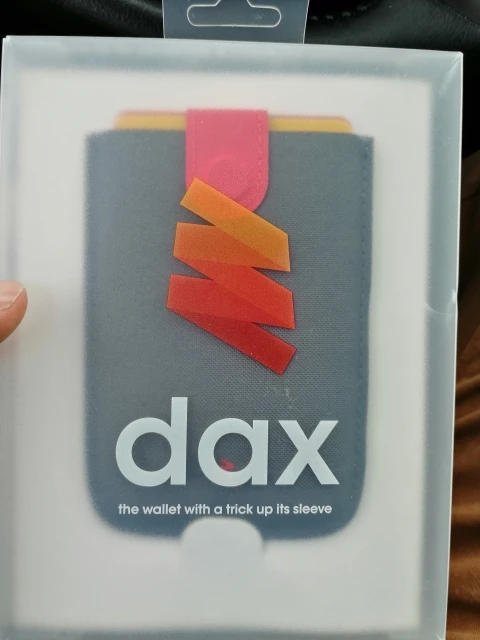 dax
the wallet with a trick up its sleeve